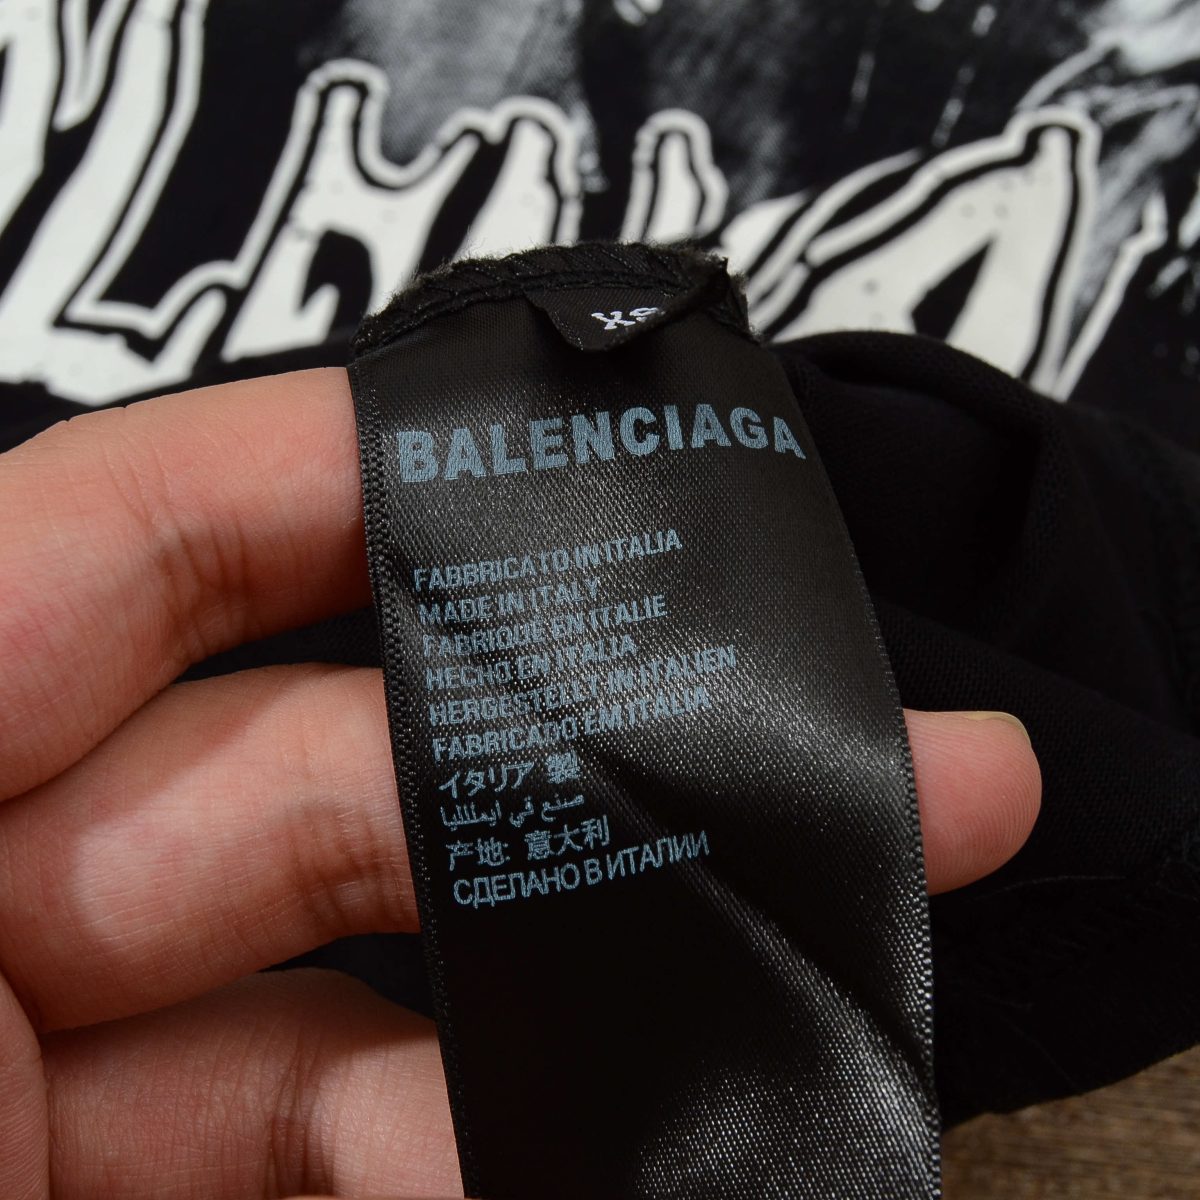 XS
BALENCIAGA
FABBRICATO IN ITALIA
MADE IN ITALY
FABRIQUE EN ITALIE
HECHO EN ITALIA
HERGESTELLT IN ITALIEN
FABRICADO EM ITALIA
イタリア 製
صنع في ايطاليا
产地: 意大利
СДЕЛАНО В ИТАЛИИ